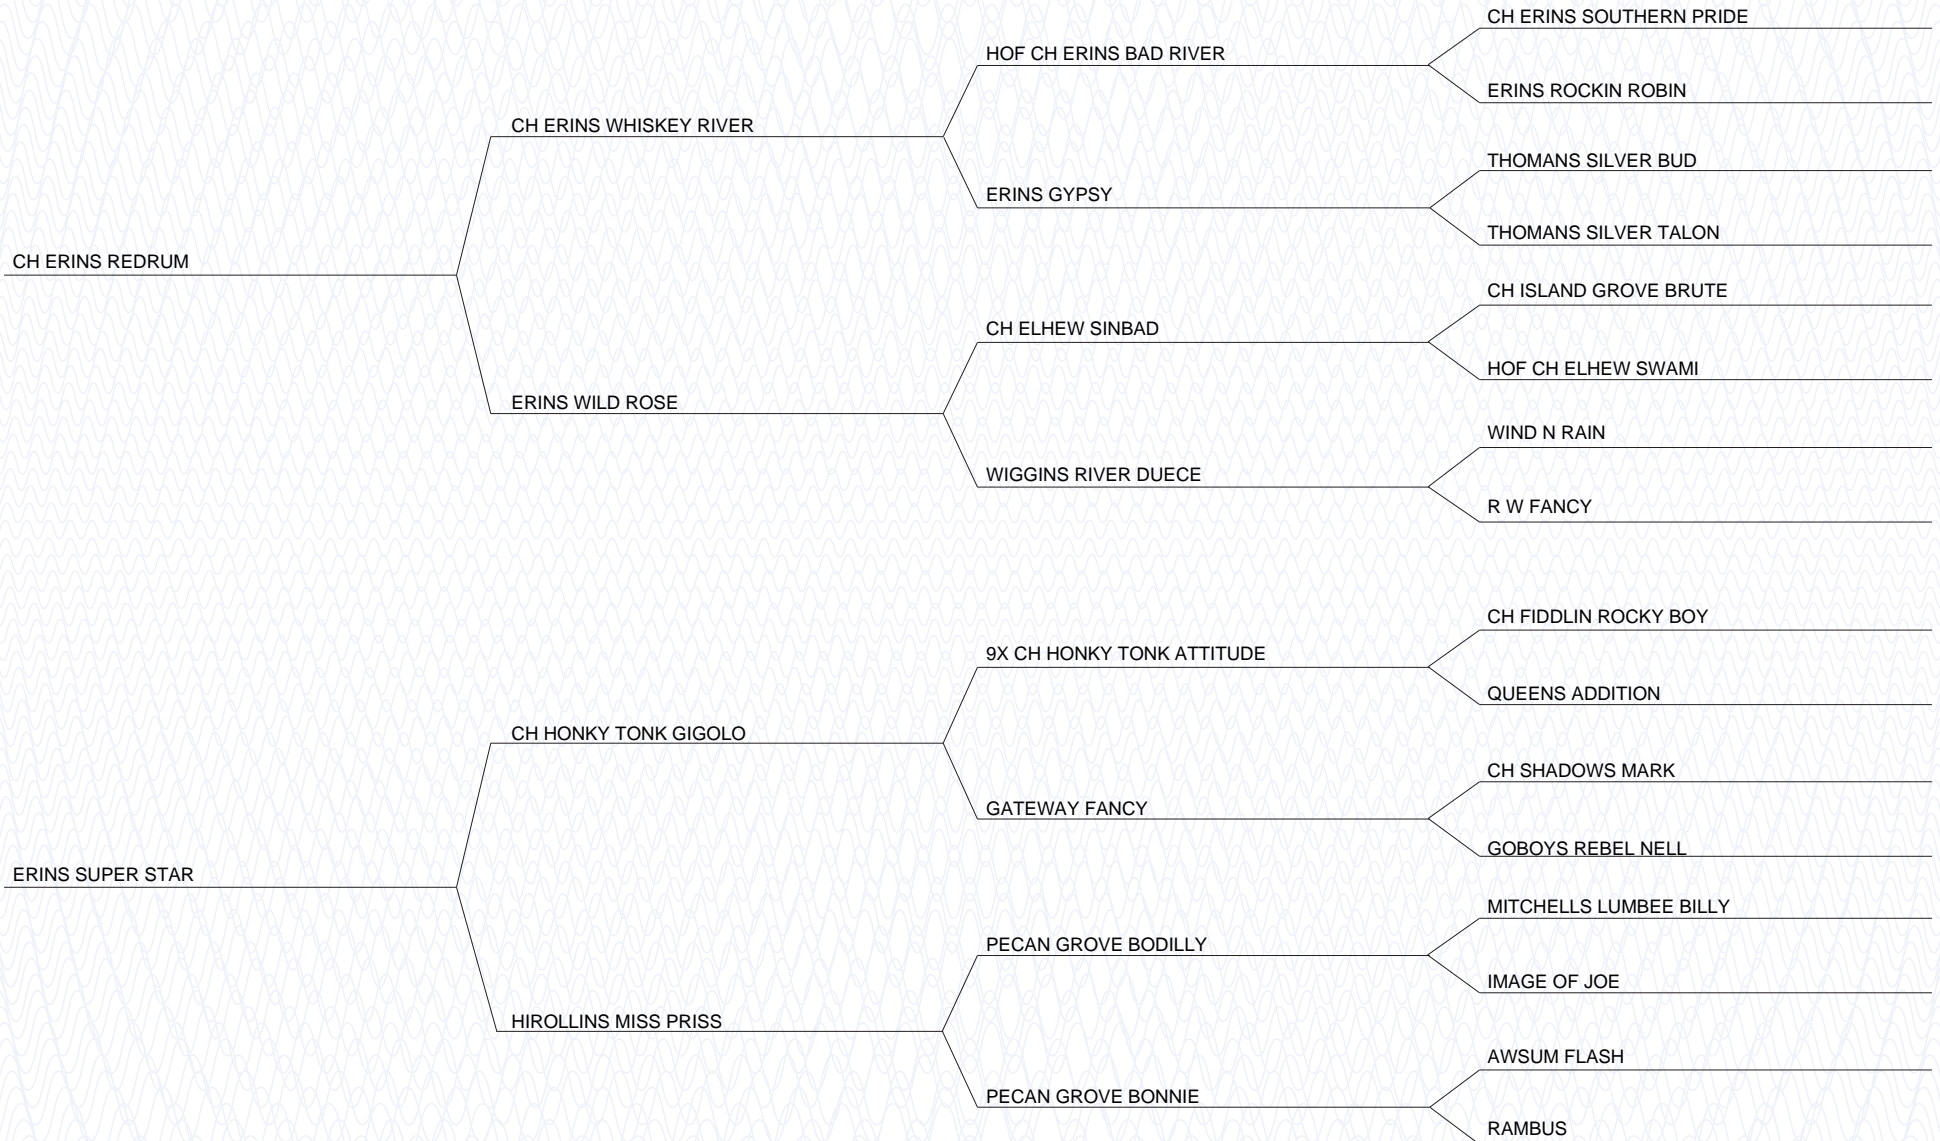 CH ERINS SOUTHERN PRIDE
HOF CH ERINS BAD RIVER
ERINS ROCKIN ROBIN
CH ERINS WHISKEY RIVER
THOMANS SILVER BUD
ERINS GYPSY
THOMANS SILVER TALON
CH ERINS REDRUM
CH ISLAND GROVE BRUTE
CH ELHEW SINBAD
HOF CH ELHEW SWAMI
ERINS WILD ROSE
WIND N RAIN
WIGGINS RIVER DUECE
R W FANCY
CH FIDDLIN ROCKY BOY
9X CH HONKY TONK ATTITUDE
QUEENS ADDITION
CH HONKY TONK GIGOLO
CH SHADOWS MARK
GATEWAY FANCY
GOBOYS REBEL NELL
ERINS SUPER STAR
MITCHELLS LUMBEE BILLY
PECAN GROVE BODILLY
IMAGE OF JOE
HIROLLINS MISS PRISS
AWSUM FLASH
PECAN GROVE BONNIE
RAMBUS